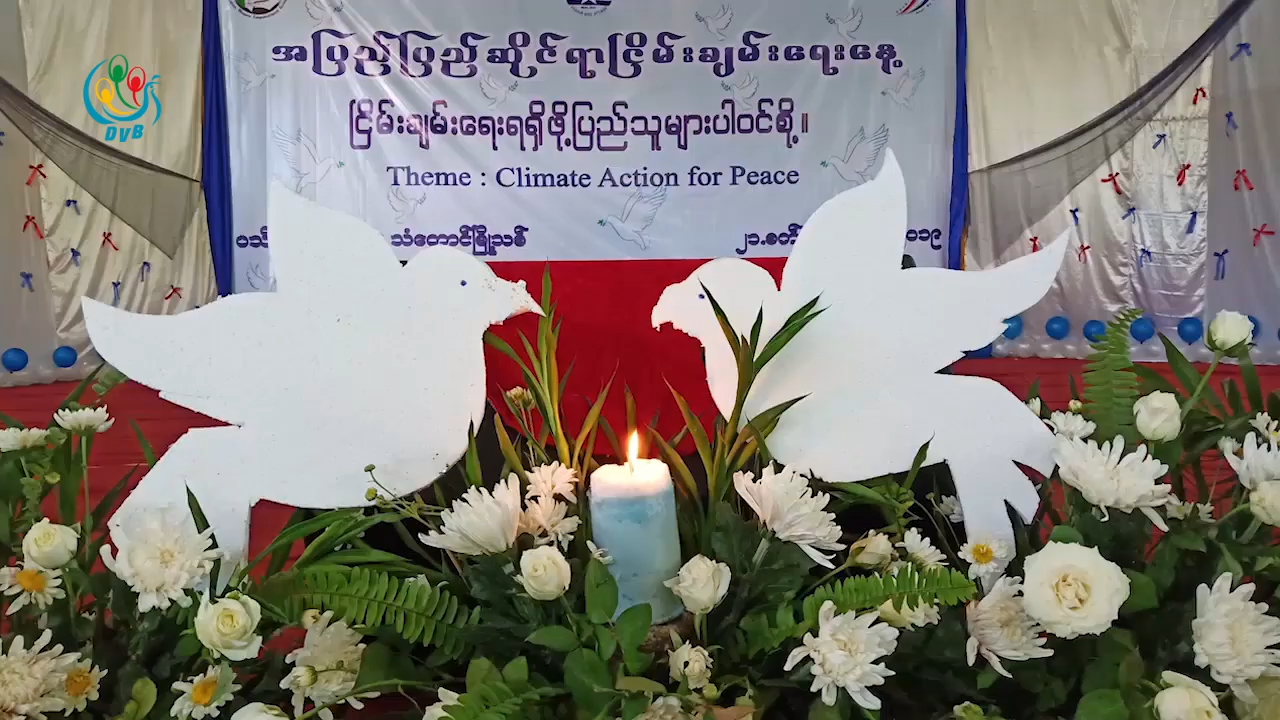 DVB
အပြည်ပြည်ဆိုင်ရာငြိမ်းချမ်းရေးနေ့
ငြိမ်းချမ်းရေးရရှိဖို့ပြည်သူများပါဝင်စို့။
Theme : Climate Action for Peace
သံတောင်မြို့သစ်